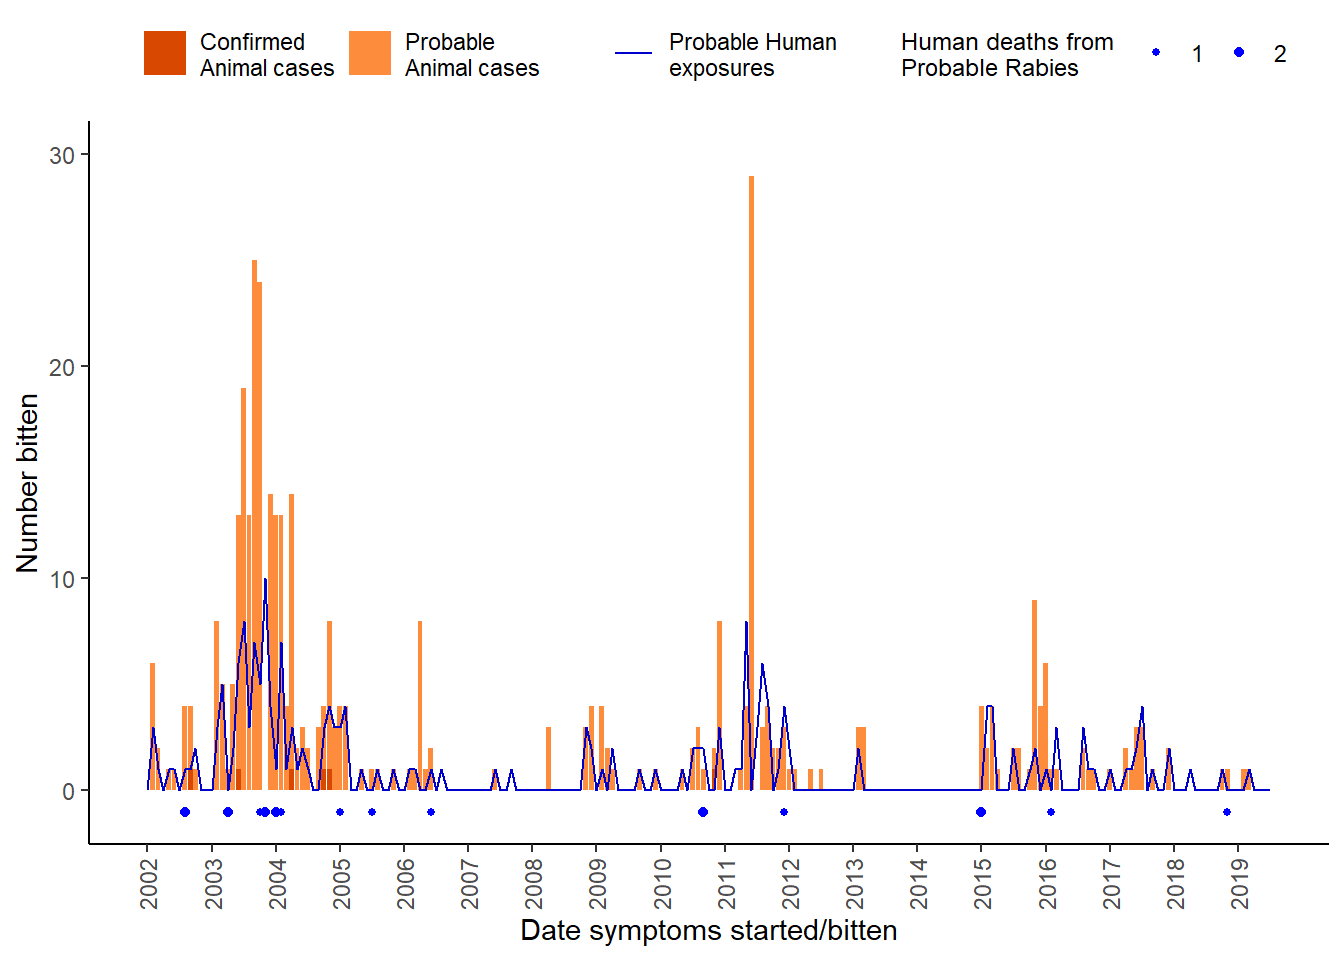 Confirmed
Animal cases
Probable
Animal cases
Probable Human
exposures
Human deaths from
Probable Rabies
1
2
30
20
10
0
Number bitten
2002
2003
2004
2005
2006
2007
2008
2009
2010
2011
2012
2013
2014
2015
2016
2017
2018
2019
Date symptoms started/bitten